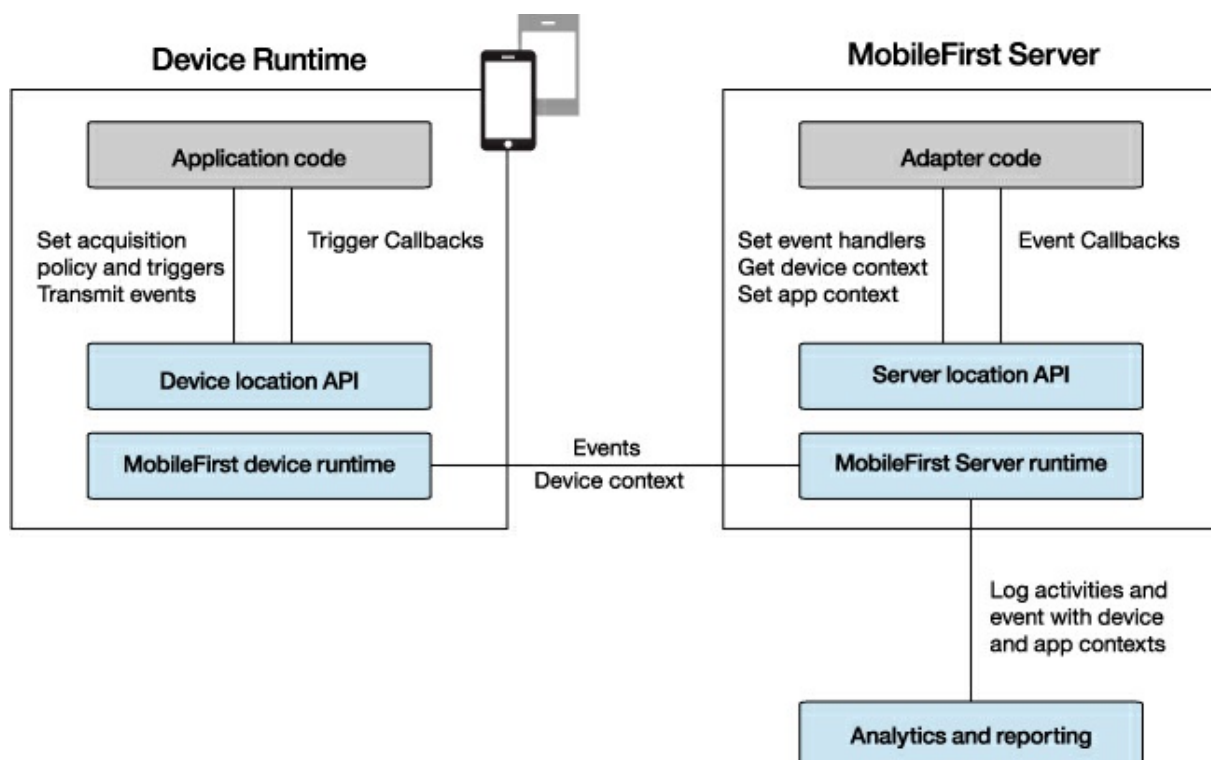 Device Runtime
Application code
Set acquisition
policy and triggers
Transmit events
Trigger Callbacks
Device location API
MobileFirst device runtime
Events
Device context
MobileFirst Server
Adapter code
Set event handlers
Get device context
Set app context
Event Callbacks
Server location API
MobileFirst Server runtime
Log activities and
event with device
and app contexts
Analytics and reporting